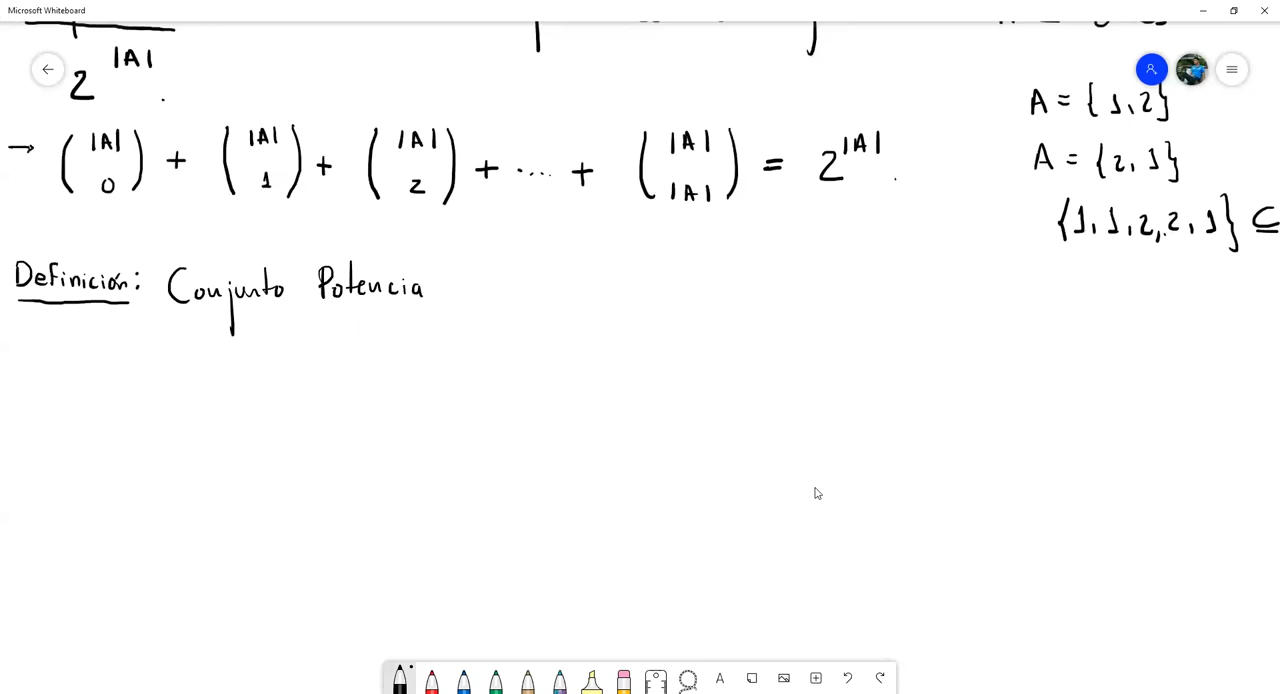 Microsoft Whiteboard
2^|A| .
→ (|A| 0) + (|A| 1) + (|A| 2) + .... + (|A| |A|) = 2^|A| .
A = {1,2}
A = {2,1}
{1,1,2,2,1} ⊆
Definición: Conjunto Potencia
A